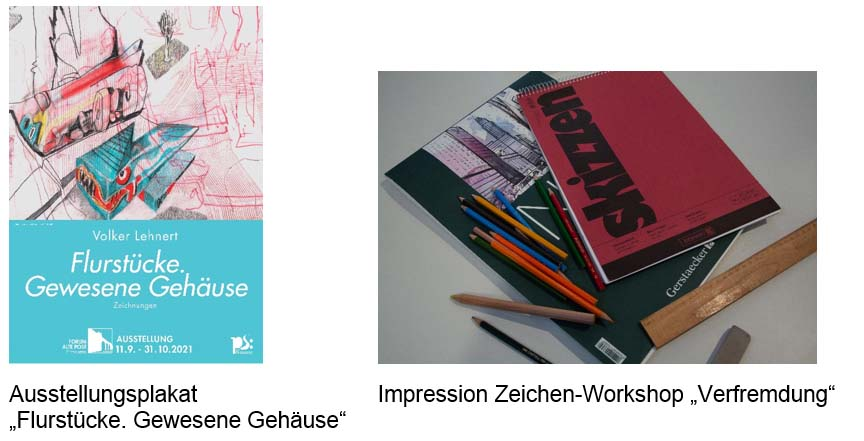 Volker Lehnert
Flurstücke.
Gewesene Gehäuse
Zeichnungen
FORUM
ALTE POST
AUSSTELLUNG
11.9. - 31.10.2021
ps:
skizzen
Gerstaecker
Ausstellungsplakat
„Flurstücke. Gewesene Gehäuse“
Impression Zeichen-Workshop „Verfremdung“